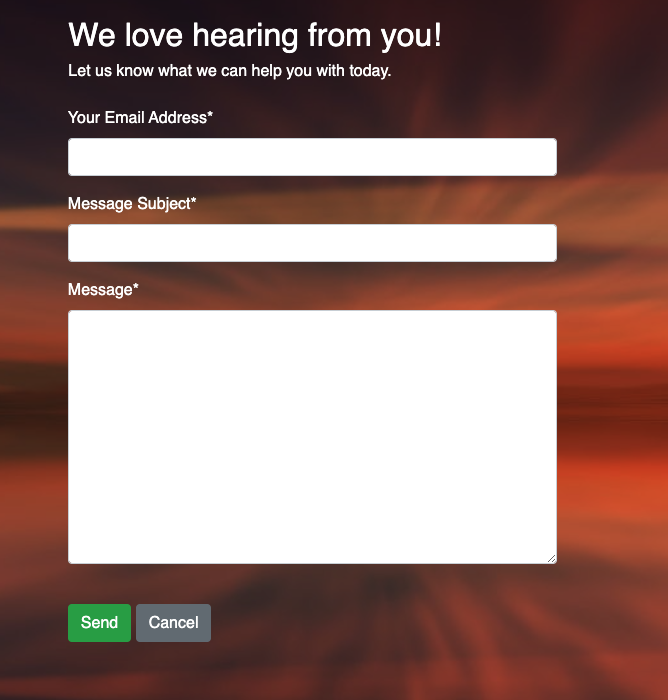 We love hearing from you!
Let us know what we can help you with today.
Your Email Address*
Message Subject*
Message*
Send Cancel